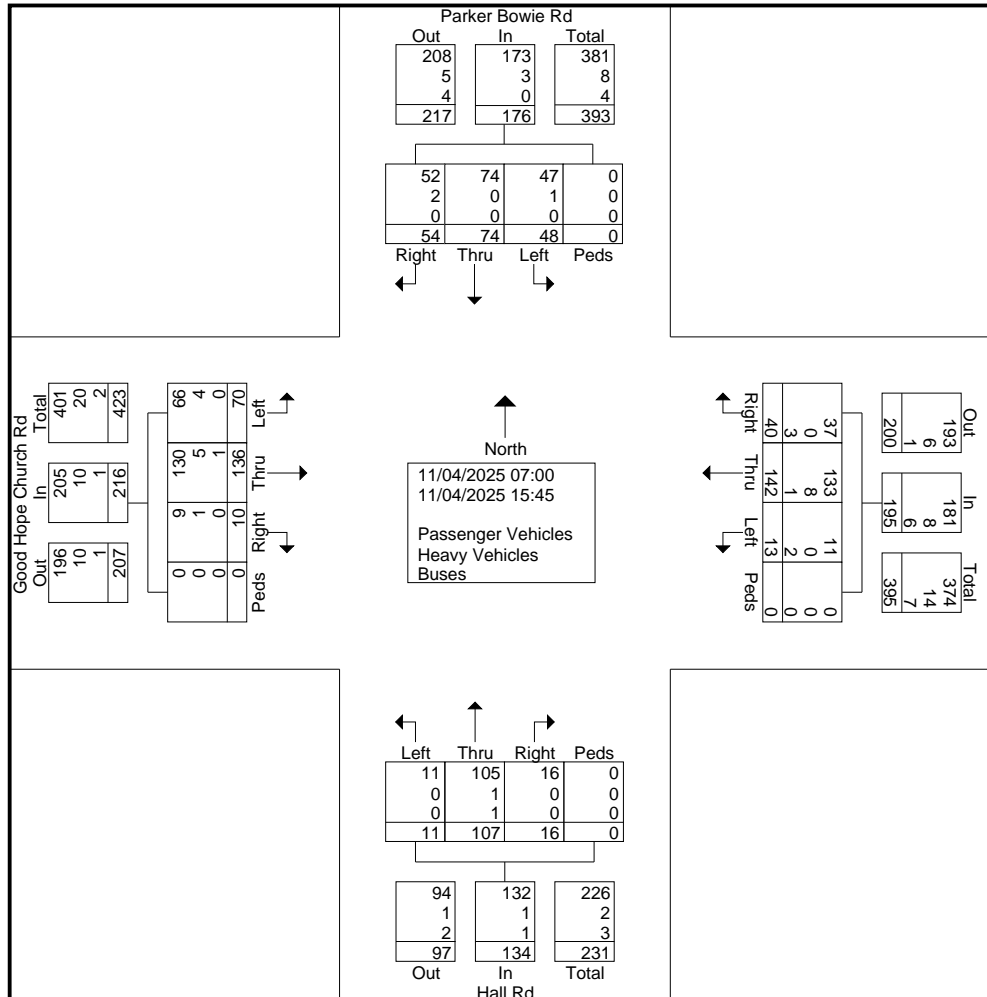 Parker Bowie Rd
Out In Total
208 173 381
5 3 8
4 0 4
217 176 393
52 74 47 0
2 0 1 0
0 0 0 0
54 74 48 0
Right Thru Left Peds
Good Hope Church Rd
Total In Out
401 205 196
20 10 10
2 1 1
423 216 207
66 130 9 0
4 5 1 0
0 1 0 0
70 136 10 0
Left Thru Right Peds
North
11/04/2025 07:00
11/04/2025 15:45
Passenger Vehicles
Heavy Vehicles
Buses
Right Thru Left Peds
37 133 11 0
0 8 0 0
3 1 2 0
40 142 13 0
Out In Total
193 181 374
6 8 14
1 6 7
200 195 395
Left Thru Right Peds
11 105 16 0
0 1 0 0
0 1 0 0
11 107 16 0
94 132 226
1 1 2
2 1 3
97 134 231
Out In Total
Hall Rd